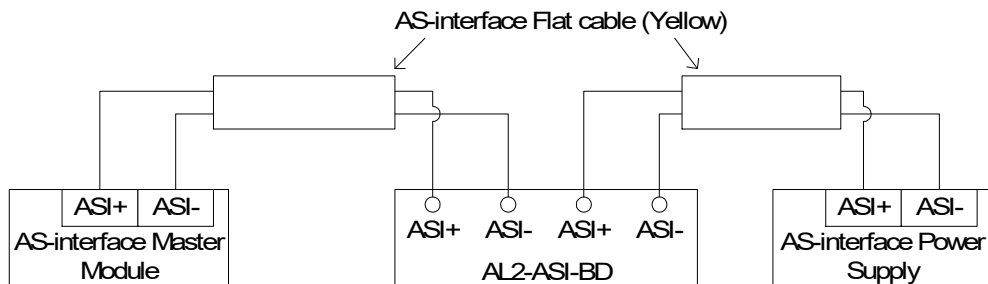 AS-interface Flat cable (Yellow)
ASI+ ASI-
AS-interface Master
Module
ASI+ ASI- ASI+ ASI-
AL2-ASI-BD
ASI+ ASI-
AS-interface Power
Supply